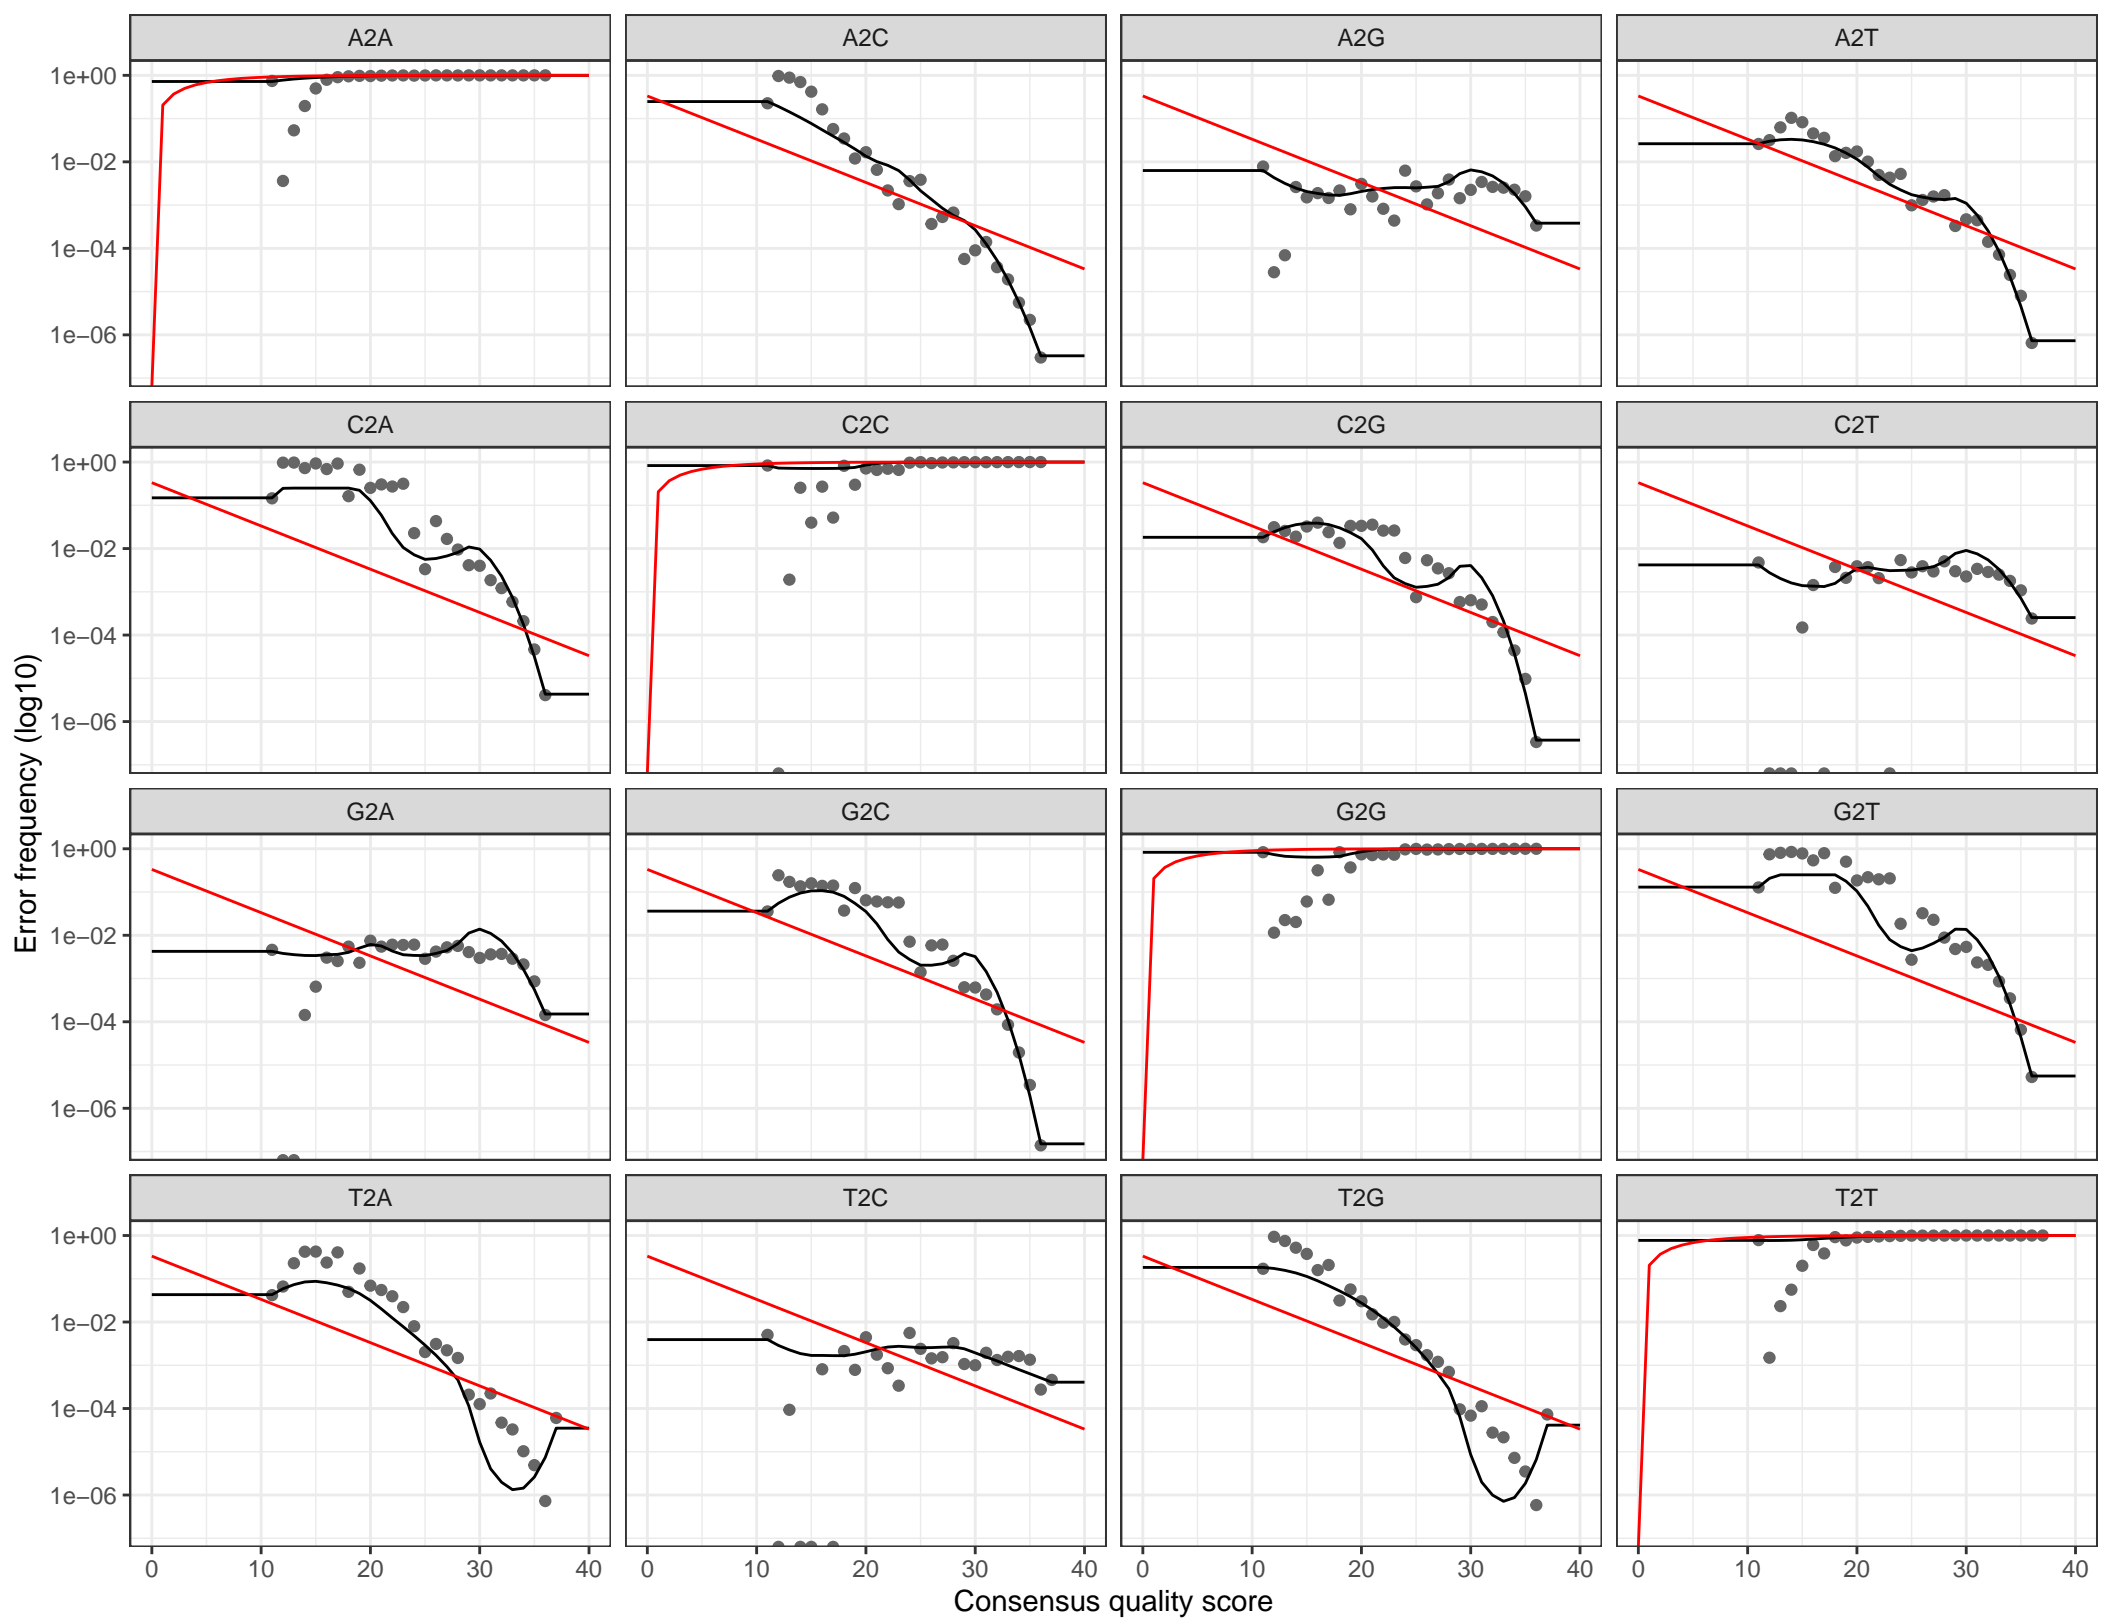 A2A A2C A2G A2T
1e+00
1e−02
1e−04
1e−06
C2A C2C C2G C2T
1e+00
1e−02
1e−04
1e−06
Error frequency (log10)
G2A G2C G2G G2T
1e+00
1e−02
1e−04
1e−06
T2A T2C T2G T2T
1e+00
1e−02
1e−04
1e−06
0 10 20 30 40 0 10 20 30 40 0 10 20 30 40 0 10 20 30 40
Consensus quality score